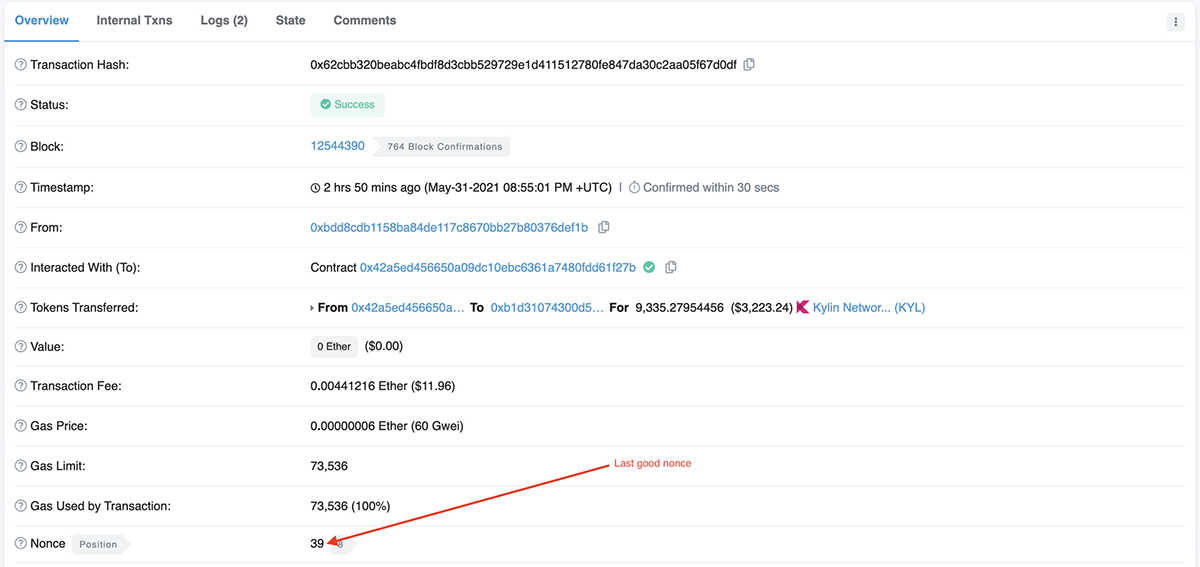 Overview Internal Txns Logs (2) State Comments
Transaction Hash: 0x62cbb320beabc4fbdf8d3cbb529729e1d411512780fe847da30c2aa05f67d0df
Status: Success
Block: 12544390 764 Block Confirmations
Timestamp: 2 hrs 50 mins ago (May-31-2021 08:55:01 PM +UTC) | Confirmed within 30 secs
From: 0xbdd8cdb1158ba84de117c8670bb27b80376def1b
Interacted With (To): Contract 0x42a5ed456650a09dc10ebc6361a7480fdd61f27b
Tokens Transferred: From 0x42a5ed456650a... To 0xb1d31074300d5... For 9,335.27954456 ($3,223.24) Kylin Networ... (KYL)
Value: 0 Ether ($0.00)
Transaction Fee: 0.00441216 Ether ($11.96)
Gas Price: 0.00000006 Ether (60 Gwei)
Gas Limit: 73,536
Last good nonce
Gas Used by Transaction: 73,536 (100%)
Nonce Position 39